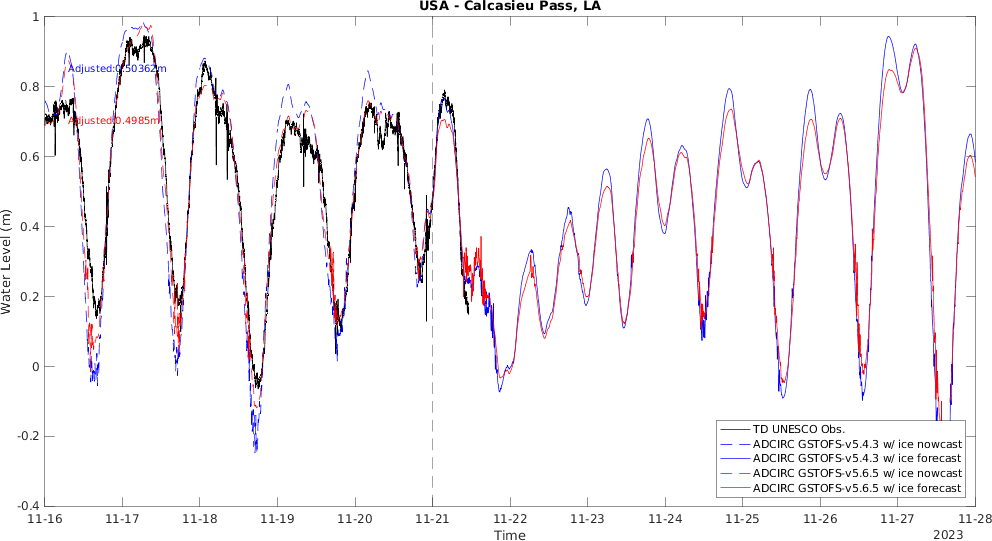 USA - Calcasieu Pass, LA
1
0.8
0.6
0.4
0.2
0
-0.2
-0.4
Water Level (m)
Adjusted:0.50362m
Adjusted:0.4985m
TD UNESCO Obs.
ADCIRC GSTOFS-v5.4.3 w/ ice nowcast
ADCIRC GSTOFS-v5.4.3 w/ ice forecast
ADCIRC GSTOFS-v5.6.5 w/ ice nowcast
ADCIRC GSTOFS-v5.6.5 w/ ice forecast
11-16 11-17 11-18 11-19 11-20 11-21 11-22 11-23 11-24 11-25 11-26 11-27 11-28
Time
2023